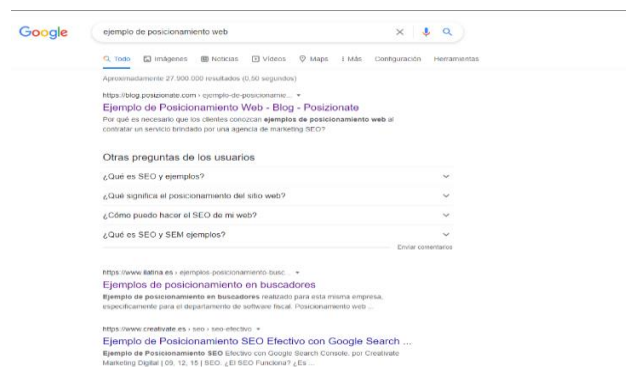 Google
ejemplo de posicionamiento web
Todo Imágenes Noticias Vídeos Maps Más Configuración Herramientas
Aproximadamente 27.900.000 resultados (0,50 segundos)
https://blog.posizionate.com › ejemplo-de-posicionamie...
Ejemplo de Posicionamiento Web - Blog - Posizionate
Por qué es necesario que los clientes conozcan ejemplos de posicionamiento web al
contratar un servicio brindado por una agencia de marketing SEO?
Otras preguntas de los usuarios
¿Qué es SEO y ejemplos?
¿Qué significa el posicionamiento del sitio web?
¿Cómo puedo hacer el SEO de mi web?
¿Qué es SEO y SEM ejemplos?
Enviar comentarios
https://www.ilatina.es › ejemplos-posicionamiento-busc...
Ejemplos de posicionamiento en buscadores
Ejemplo de posicionamiento en buscadores realizado para esta misma empresa,
específicamente para el departamento de software fiscal. Posicionamiento web ...
https://www.creativate.es › seo › seo-efectivo
Ejemplo de Posicionamiento SEO Efectivo con Google Search ...
Ejemplo de Posicionamiento SEO Efectivo con Google Search Console, por Creativate
Marketing Digital | 09, 12, 15 | SEO. ¿El SEO Funciona? ¿Es ...